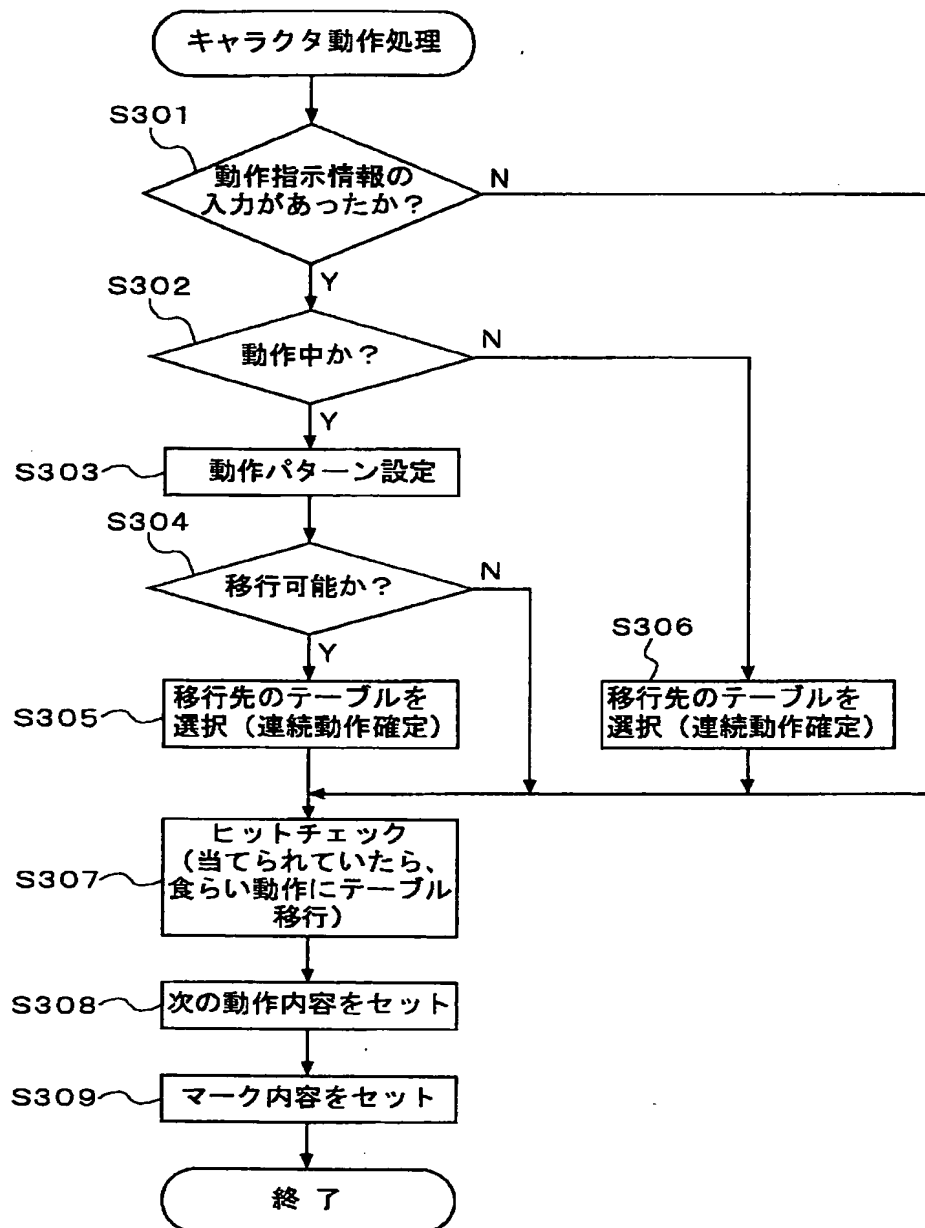 キャラクタ動作処理
S301
動作指示情報の
入力があったか?
N
Y
S302
動作中か?
N
Y
S303
動作パターン設定
S304
移行可能か?
N
Y
S305
移行先のテーブルを
選択(連続動作確定)
S306
移行先のテーブルを
選択(連続動作確定)
S307
ヒットチェック
(当てられていたら、
食らい動作にテーブル
移行)
S308
次の動作内容をセット
S309
マーク内容をセット
終 了